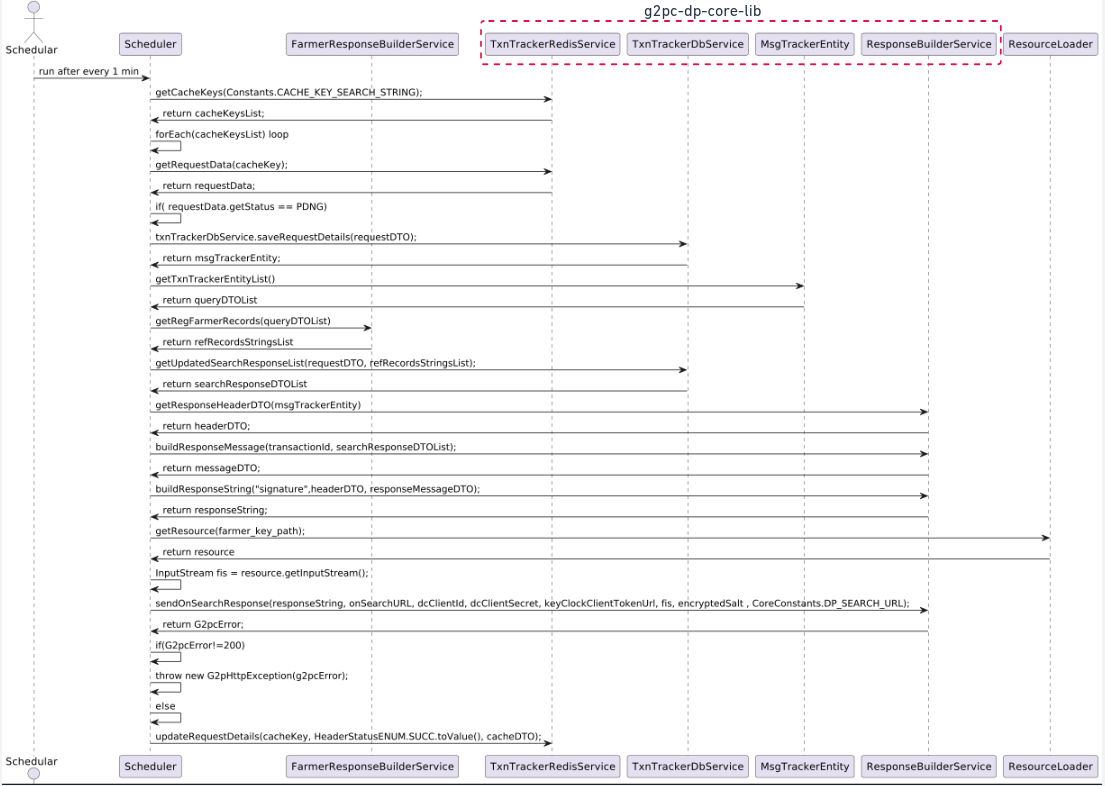 g2pc-dp-core-lib
Schedular
Scheduler
FarmerResponseBuilderService
TxnTrackerRedisService
TxnTrackerDbService
MsgTrackerEntity
ResponseBuilderService
ResourceLoader
run after every 1 min
getCacheKeys(Constants.CACHE_KEY_SEARCH_STRING);
return cacheKeysList;
forEach(cacheKeysList) loop
getRequestData(cacheKey);
return requestData;
if( requestData.getStatus == PDNG)
txnTrackerDbService.saveRequestDetails(requestDTO);
return msgTrackerEntity;
getTxnTrackerEntityList()
return queryDTOList
getRegFarmerRecords(queryDTOList)
return refRecordsStringsList
getUpdatedSearchResponseList(requestDTO, refRecordsStringsList);
return searchResponseDTOList
getResponseHeaderDTO(msgTrackerEntity)
return headerDTO;
buildResponseMessage(transactionId, searchResponseDTOList);
return messageDTO;
buildResponseString("signature",headerDTO, responseMessageDTO);
return responseString;
getResource(farmer_key_path);
return resource
InputStream fis = resource.getInputStream();
sendOnSearchResponse(responseString, onSearchURL, dcClientId, dcClientSecret, keyClockClientTokenUrl, fis, encryptedSalt , CoreConstants.DP_SEARCH_URL);
return G2pcError;
if(G2pcError!=200)
throw new G2pHttpException(g2pcError);
else
updateRequestDetails(cacheKey, HeaderStatusENUM.SUCC.toValue(), cacheDTO);
Schedular
Scheduler
FarmerResponseBuilderService
TxnTrackerRedisService
TxnTrackerDbService
MsgTrackerEntity
ResponseBuilderService
ResourceLoader